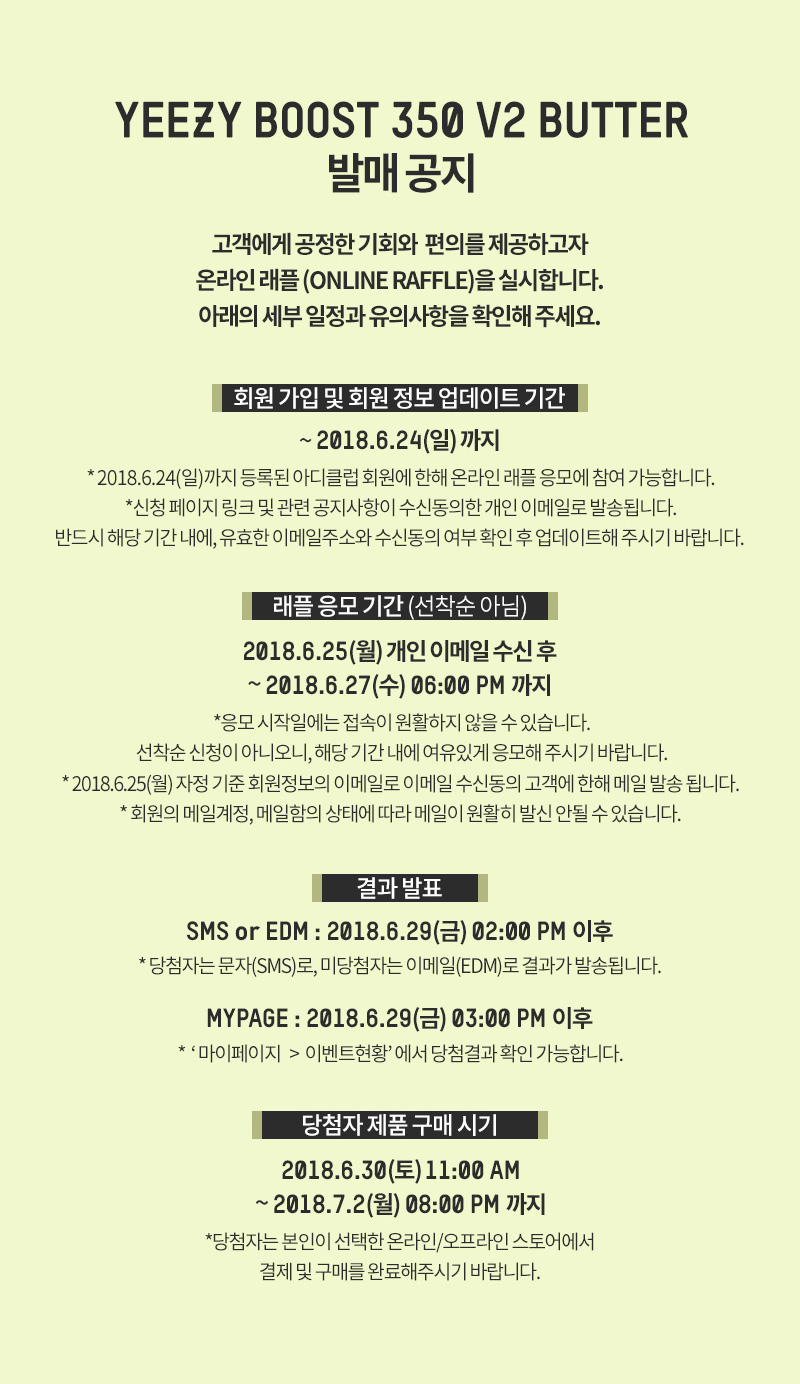 YEEZY BOOST 350 V2 BUTTER
발매 공지
고객에게 공정한 기회와 편의를 제공하고자
온라인 래플 (ONLINE RAFFLE)을 실시합니다.
아래의 세부 일정과 유의사항을 확인해 주세요.
회원 가입 및 회원 정보 업데이트 기간
~ 2018.6.24(일) 까지
* 2018.6.24(일)까지 등록된 아디클럽 회원에 한해 온라인 래플 응모에 참여 가능합니다.
*신청 페이지 링크 및 관련 공지사항이 수신동의한 개인 이메일로 발송됩니다.
반드시 해당 기간 내에, 유효한 이메일주소와 수신동의 여부 확인 후 업데이트해 주시기 바랍니다.
래플 응모 기간 (선착순 아님)
2018.6.25(월) 개인 이메일 수신 후
~ 2018.6.27(수) 06:00 PM 까지
*응모 시작일에는 접속이 원활하지 않을 수 있습니다.
선착순 신청이 아니오니, 해당 기간 내에 여유있게 응모해 주시기 바랍니다.
* 2018.6.25(월) 자정 기준 회원정보의 이메일로 이메일 수신동의 고객에 한해 메일 발송 됩니다.
* 회원의 메일계정, 메일함의 상태에 따라 메일이 원활히 발신 안될 수 있습니다.
결과 발표
SMS or EDM : 2018.6.29(금) 02:00 PM 이후
* 당첨자는 문자(SMS)로, 미당첨자는 이메일(EDM)로 결과가 발송됩니다.
MYPAGE : 2018.6.29(금) 03:00 PM 이후
* ‘마이페이지 > 이벤트현황’에서 당첨결과 확인 가능합니다.
당첨자 제품 구매 시기
2018.6.30(토) 11:00 AM
~ 2018.7.2(월) 08:00 PM 까지
*당첨자는 본인이 선택한 온라인/오프라인 스토어에서
결제 및 구매를 완료해주시기 바랍니다.